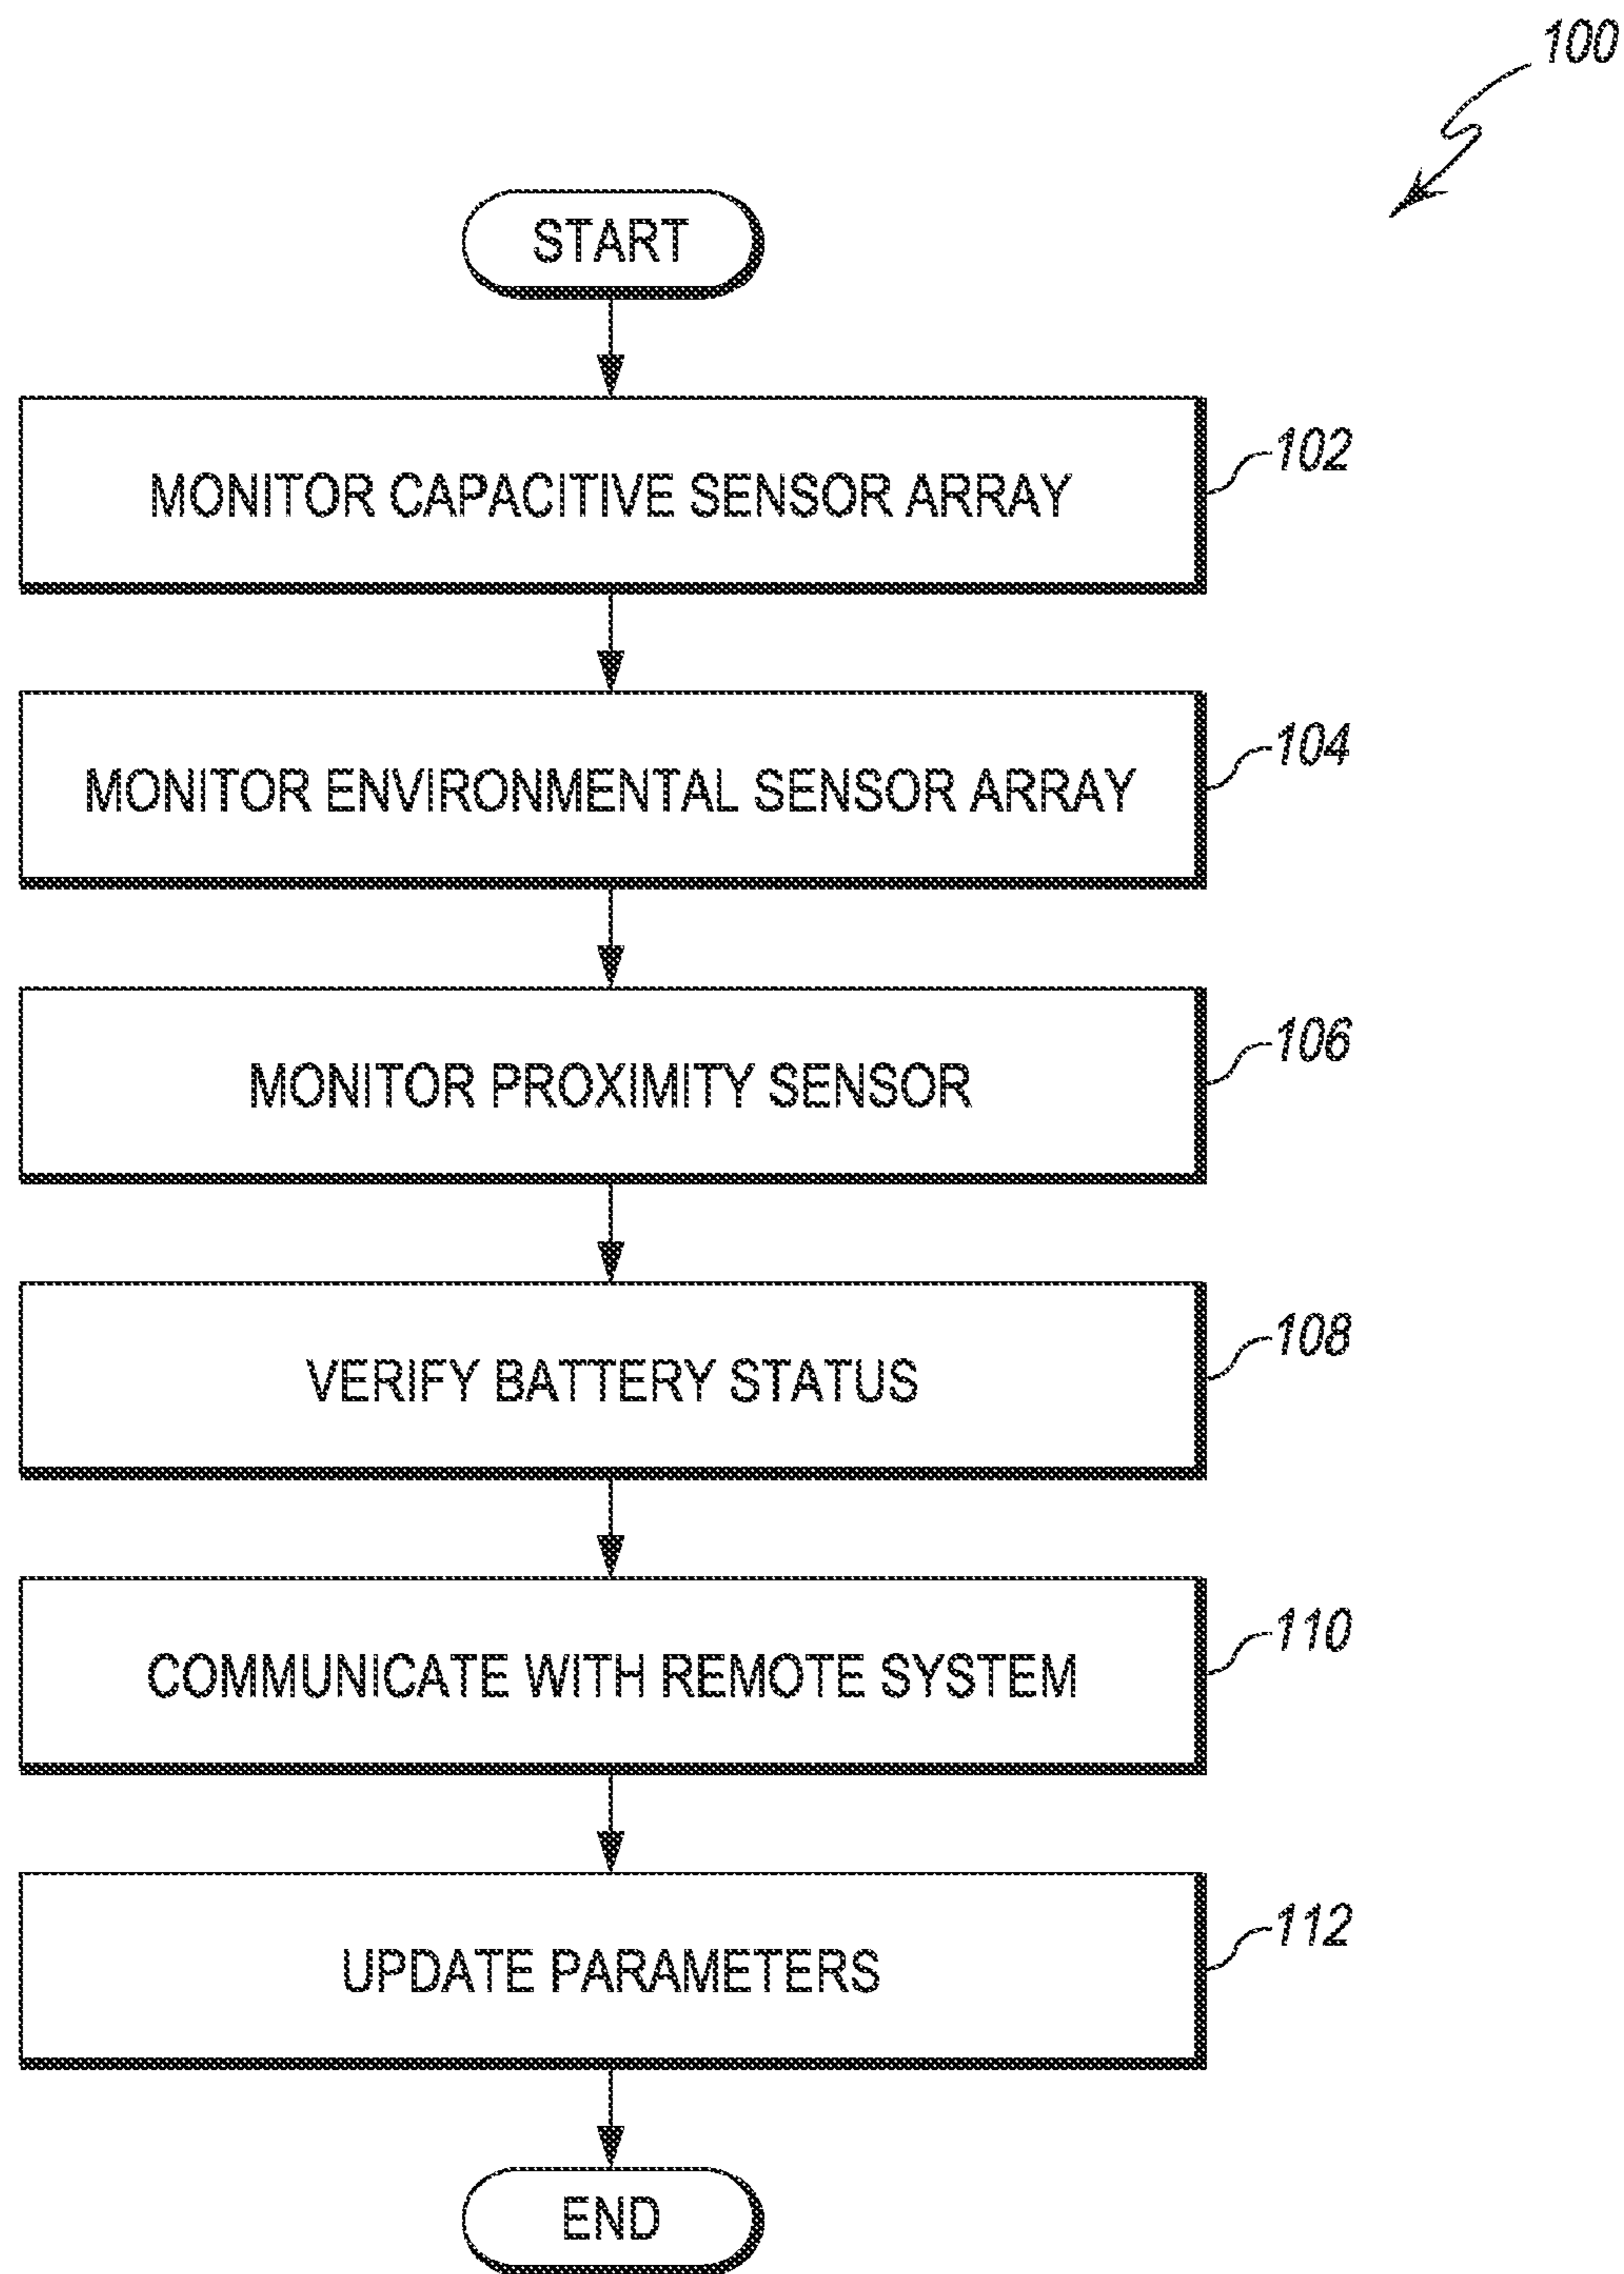 100
START
MONITOR CAPACITIVE SENSOR ARRAY
102
MONITOR ENVIRONMENTAL SENSOR ARRAY
104
MONITOR PROXIMITY SENSOR
106
VERIFY BATTERY STATUS
108
COMMUNICATE WITH REMOTE SYSTEM
110
UPDATE PARAMETERS
112
END